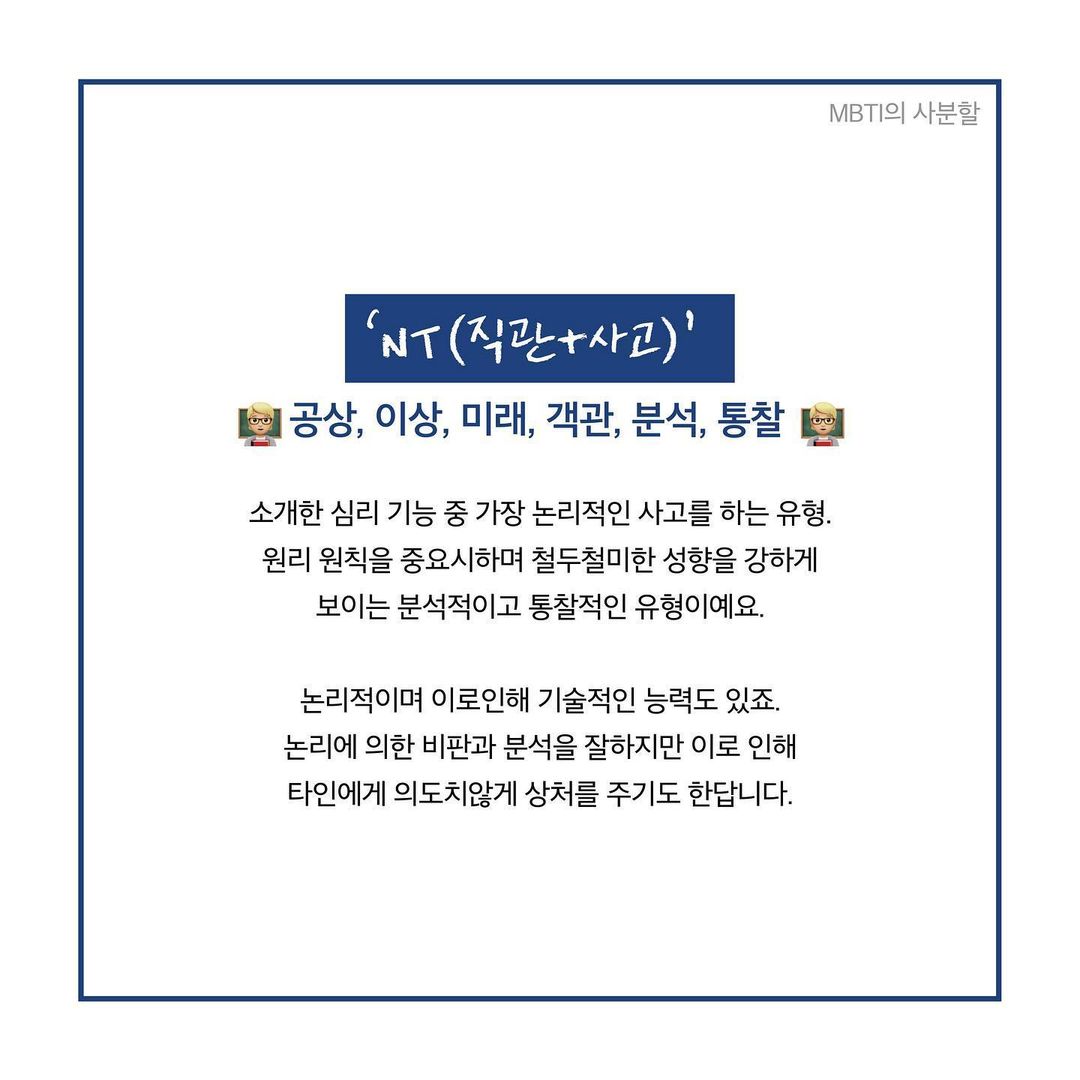 MBTI의 사분할
‘NT(직관+사고)’
공상, 이상, 미래, 객관, 분석, 통찰
소개한 심리 기능 중 가장 논리적인 사고를 하는 유형.
원리 원칙을 중요시하며 철두철미한 성향을 강하게
보이는 분석적이고 통찰적인 유형이예요.
논리적이며 이로인해 기술적인 능력도 있죠.
논리에 의한 비판과 분석을 잘하지만 이로 인해
타인에게 의도치않게 상처를 주기도 한답니다.